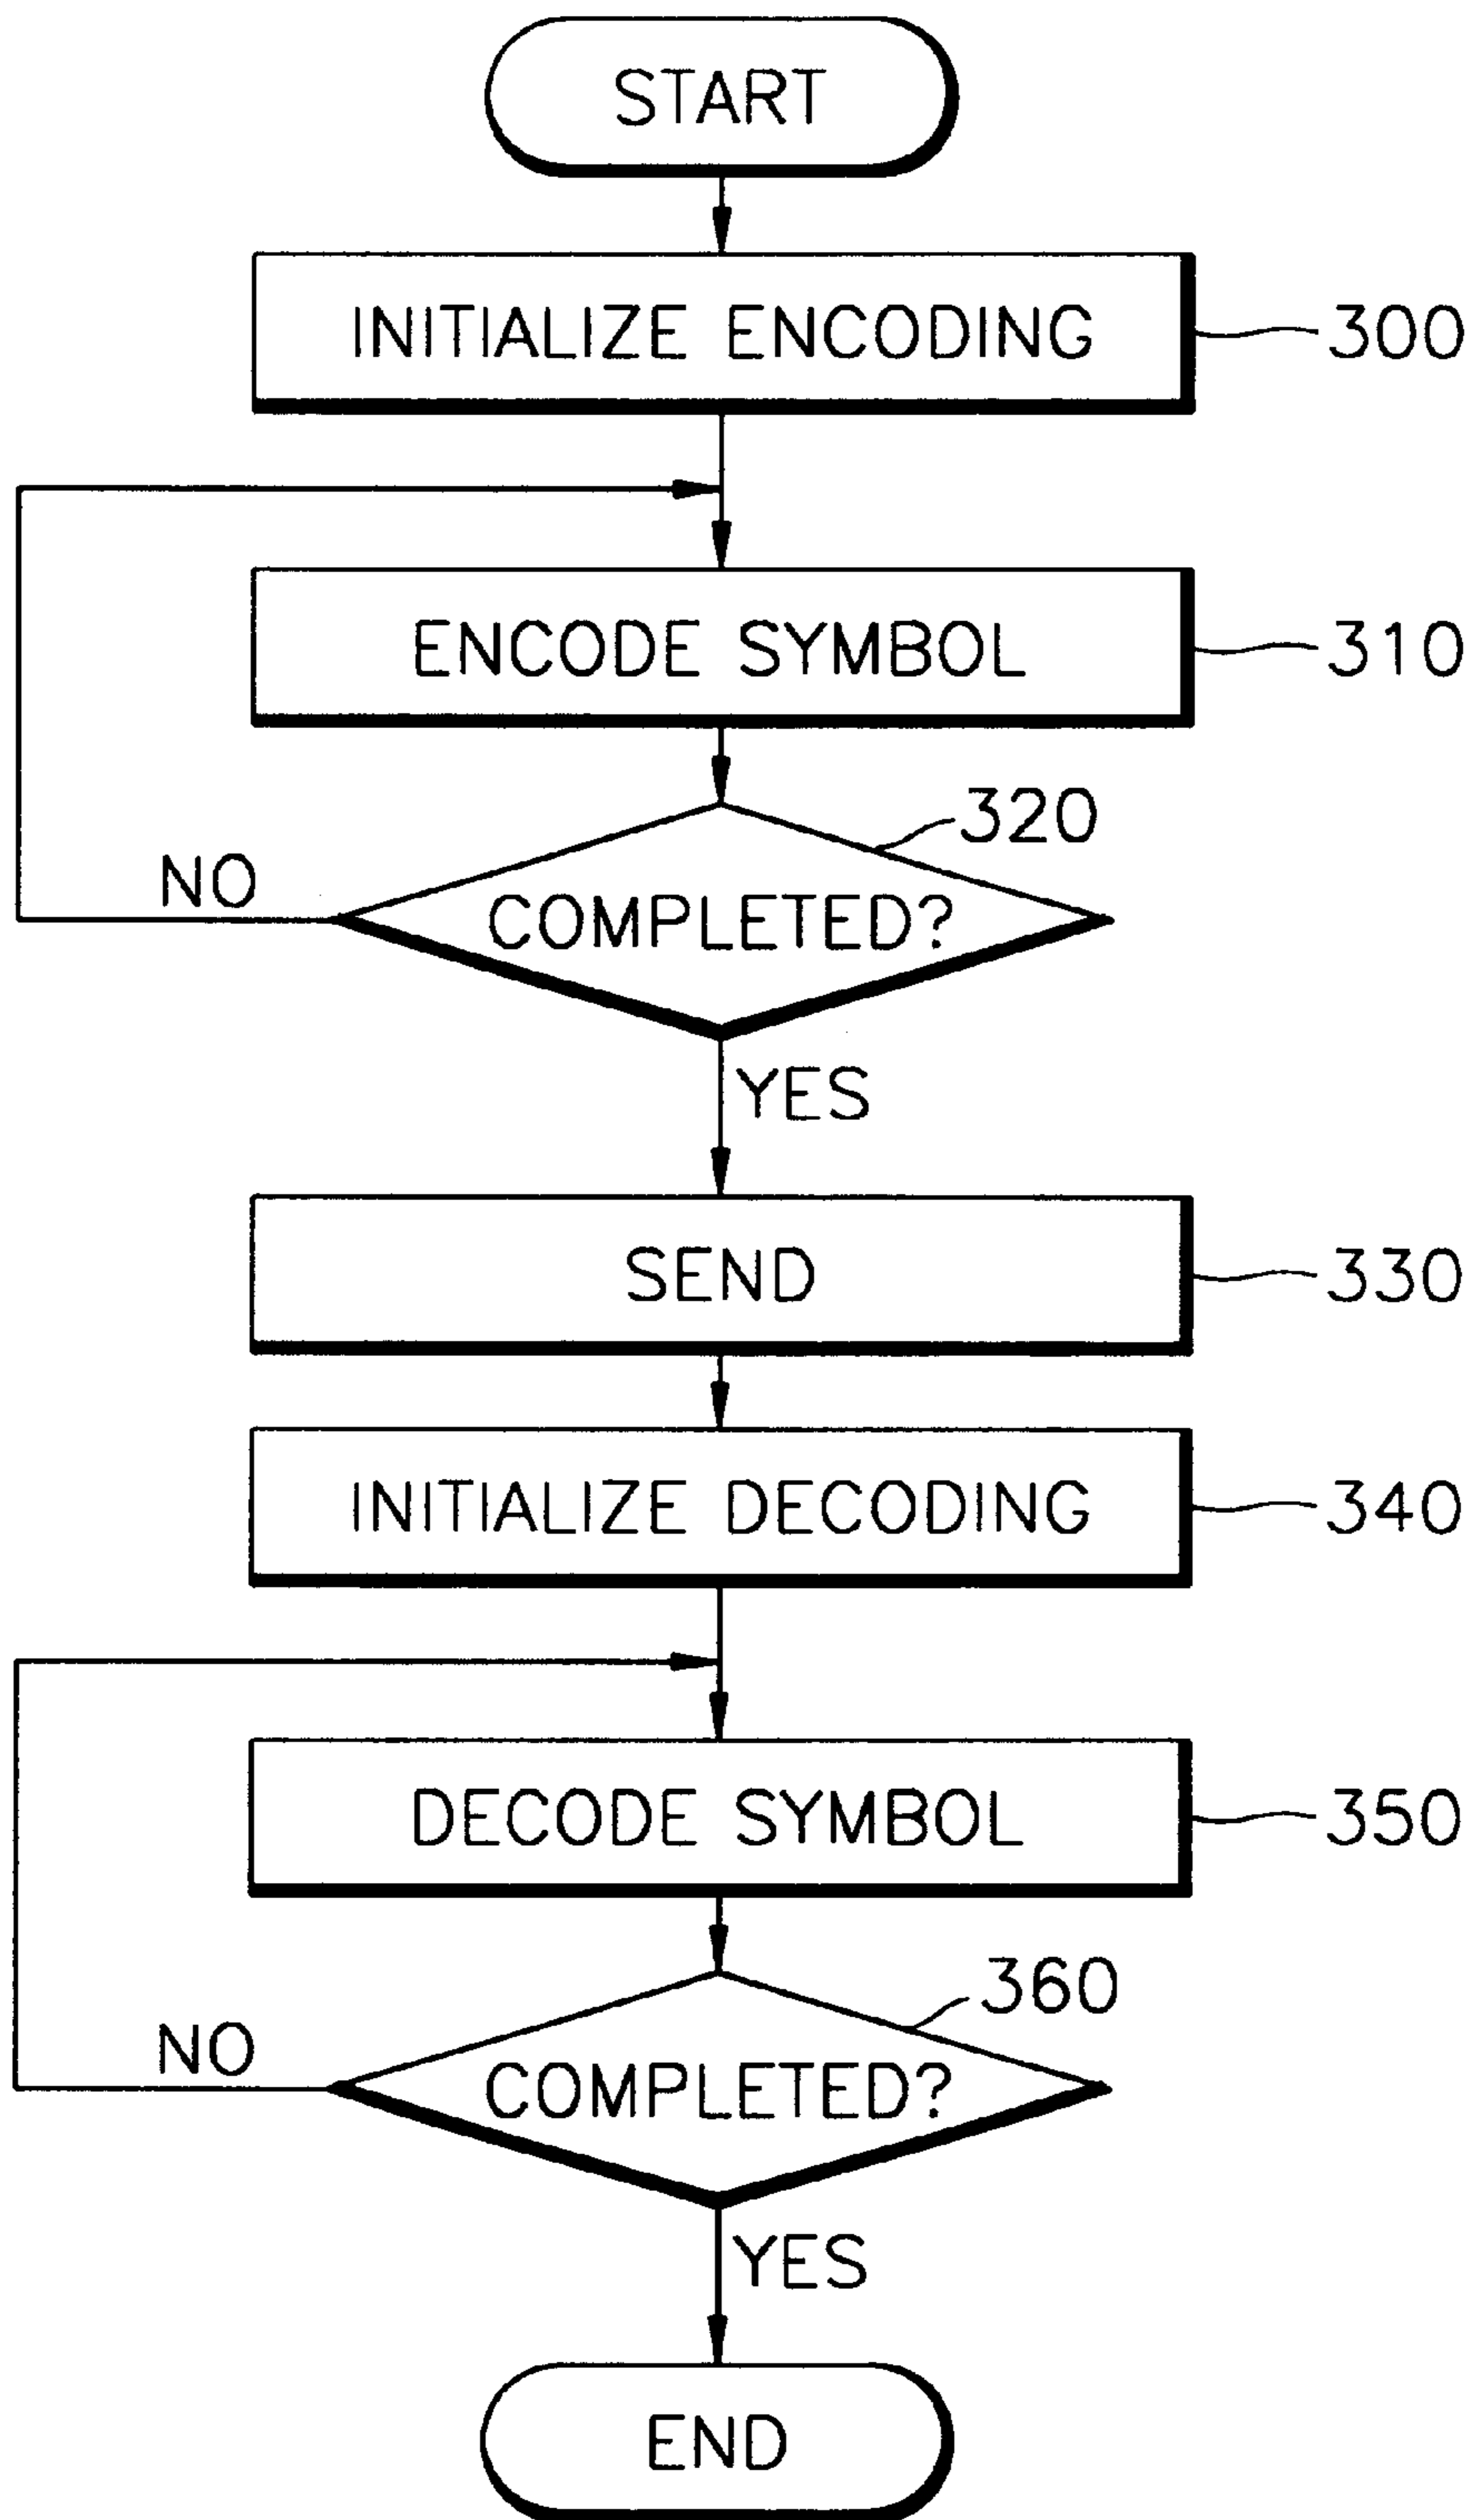 START
INITIALIZE ENCODING
300
ENCODE SYMBOL
310
320
NO
COMPLETED?
YES
SEND
330
INITIALIZE DECODING
340
DECODE SYMBOL
350
360
NO
COMPLETED?
YES
END